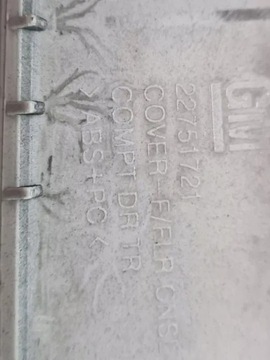 GM
22751721
COVER-F/FLR CNSL
COMPT DR TR
>ABS+PC<